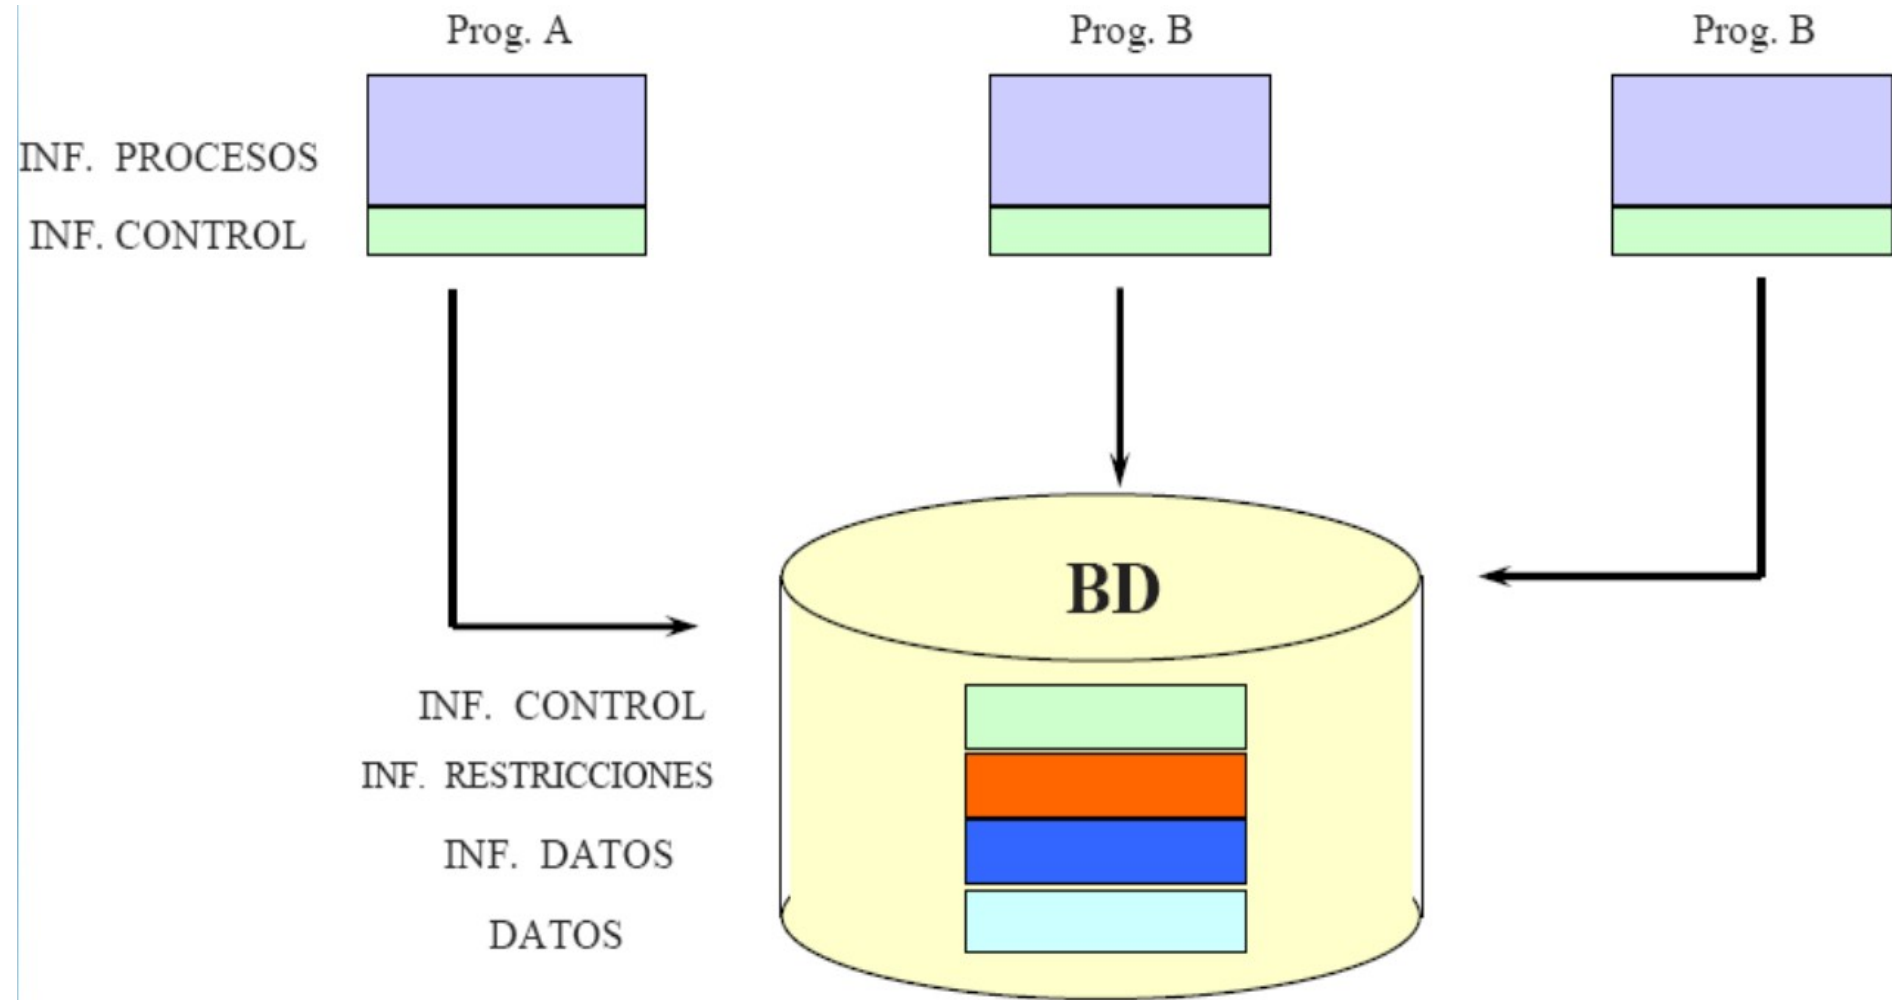 Prog. A
Prog. B
Prog. B
INF. PROCESOS
INF. CONTROL
BD
INF. CONTROL
INF. RESTRICCIONES
INF. DATOS
DATOS